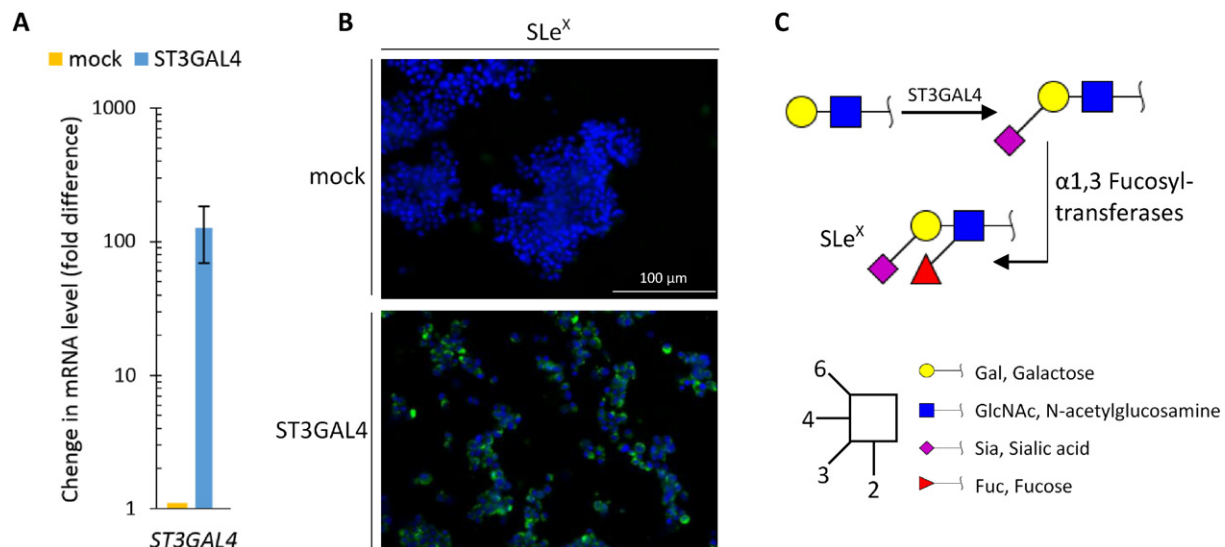 A
mock ST3GAL4
Chenge in mRNA level (fold difference)
1000
100
10
1
ST3GAL4
B
SLeˣ
mock
100 µm
ST3GAL4
C
ST3GAL4
α1,3 Fucosyl-
transferases
SLeˣ
6
4
3
2
Gal, Galactose
GlcNAc, N-acetylglucosamine
Sia, Sialic acid
Fuc, Fucose